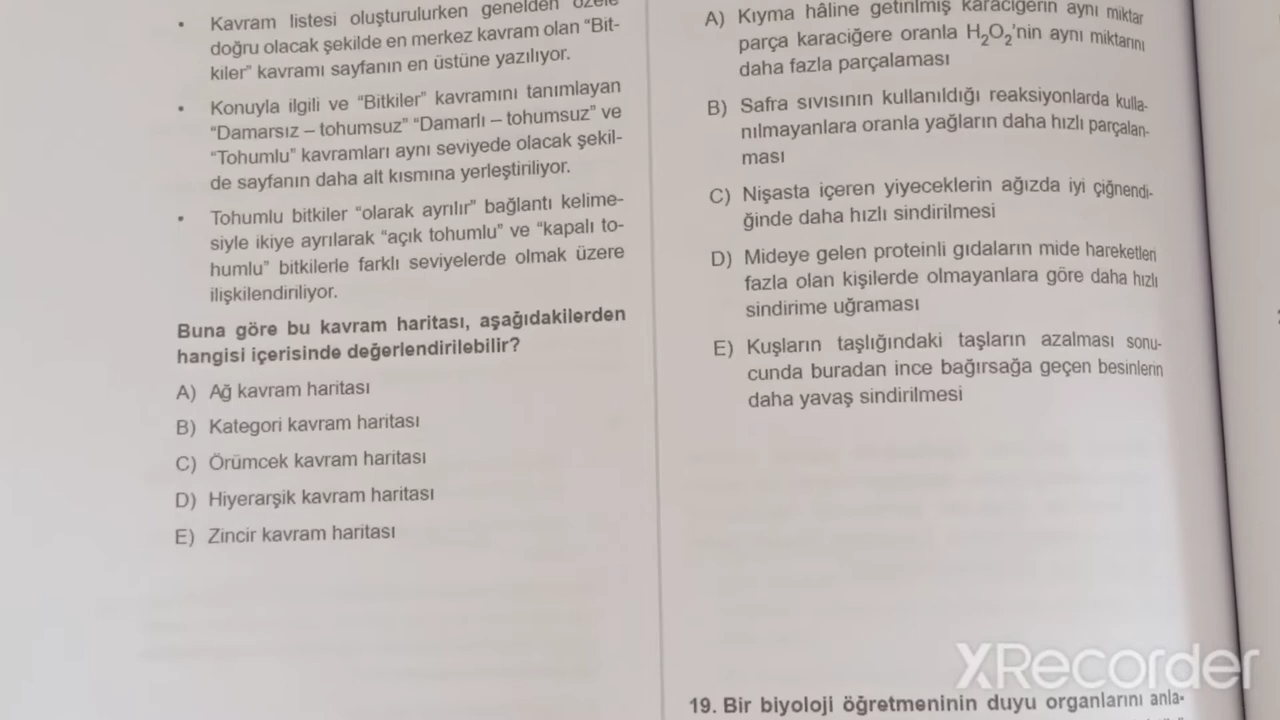 • Kavram listesi oluşturulurken genelden özele
doğru olacak şekilde en merkez kavram olan “Bit-
kiler” kavramı sayfanın en üstüne yazılıyor.
• Konuyla ilgili ve “Bitkiler” kavramını tanımlayan
“Damarsız – tohumsuz” “Damarlı – tohumsuz” ve
“Tohumlu” kavramları aynı seviyede olacak şekil-
de sayfanın daha alt kısmına yerleştiriliyor.
• Tohumlu bitkiler “olarak ayrılır” bağlantı kelime-
siyle ikiye ayrılarak “açık tohumlu” ve “kapalı to-
humlu” bitkilerle farklı seviyelerde olmak üzere
ilişkilendiriliyor.
Buna göre bu kavram haritası, aşağıdakilerden
hangisi içerisinde değerlendirilebilir?
A) Ağ kavram haritası
B) Kategori kavram haritası
C) Örümcek kavram haritası
D) Hiyerarşik kavram haritası
E) Zincir kavram haritası
A) Kıyma hâline getirilmiş karaciğerin aynı miktar
parça karaciğere oranla H₂O₂’nin aynı miktarını
daha fazla parçalaması
B) Safra sıvısının kullanıldığı reaksiyonlarda kulla-
nılmayanlara oranla yağların daha hızlı parçalan-
ması
C) Nişasta içeren yiyeceklerin ağızda iyi çiğnendi-
ğinde daha hızlı sindirilmesi
D) Mideye gelen proteinli gıdaların mide hareketleri
fazla olan kişilerde olmayanlara göre daha hızlı
sindirime uğraması
E) Kuşların taşlığındaki taşların azalması sonu-
cunda buradan ince bağırsağa geçen besinlerin
daha yavaş sindirilmesi
19. Bir biyoloji öğretmeninin duyu organlarını anla-
XRecorder